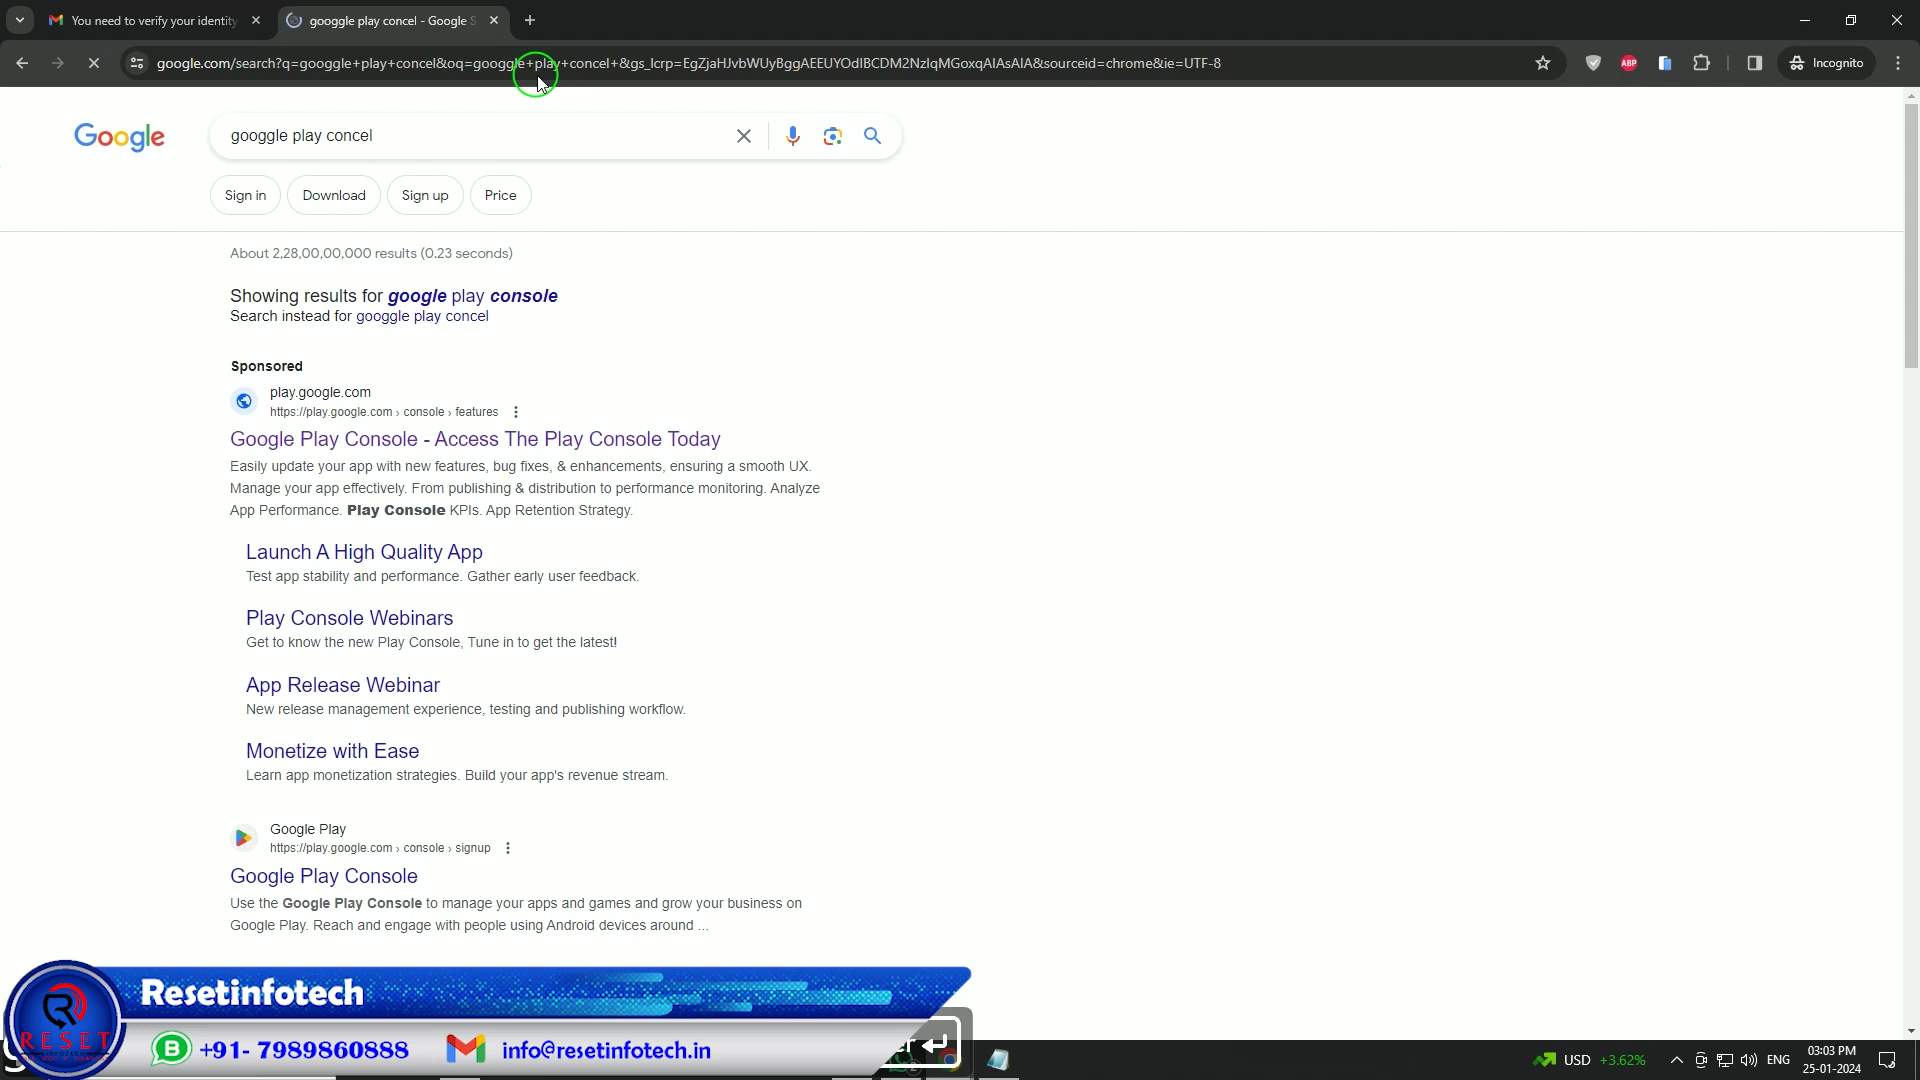 You need to verify your identity
googgle play concel - Google S
google.com/search?q=googgle+play+concel&oq=googgle+play+concel+&gs_lcrp=EgZjaHJvbWUyBggAEEUYOdIBCDM2NzlqMGoxqAIAsAIA&sourceid=chrome&ie=UTF-8
ABP
Incognito
Google
googgle play concel
Sign in
Download
Sign up
Price
About 2,28,00,00,000 results (0.23 seconds)
Showing results for google play console
Search instead for googgle play concel
Sponsored
play.google.com
https://play.google.com › console › features
Google Play Console - Access The Play Console Today
Easily update your app with new features, bug fixes, & enhancements, ensuring a smooth UX.
Manage your app effectively. From publishing & distribution to performance monitoring. Analyze
App Performance. Play Console KPIs. App Retention Strategy.
Launch A High Quality App
Test app stability and performance. Gather early user feedback.
Play Console Webinars
Get to know the new Play Console, Tune in to get the latest!
App Release Webinar
New release management experience, testing and publishing workflow.
Monetize with Ease
Learn app monetization strategies. Build your app's revenue stream.
Google Play
https://play.google.com › console › signup
Google Play Console
Use the Google Play Console to manage your apps and games and grow your business on
Google Play. Reach and engage with people using Android devices around ...
Resetinfotech
RESET
+91- 7989860888
info@resetinfotech.in
USD +3.62%
ENG
03:03 PM
25-01-2024